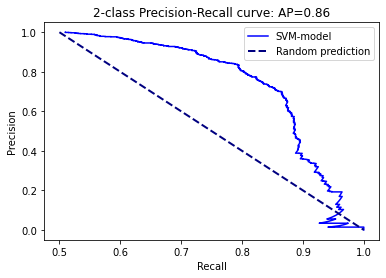 2-class Precision-Recall curve: AP=0.86
SVM-model
Random prediction
Precision
1.0
0.8
0.6
0.4
0.2
0.0
0.5 0.6 0.7 0.8 0.9 1.0
Recall